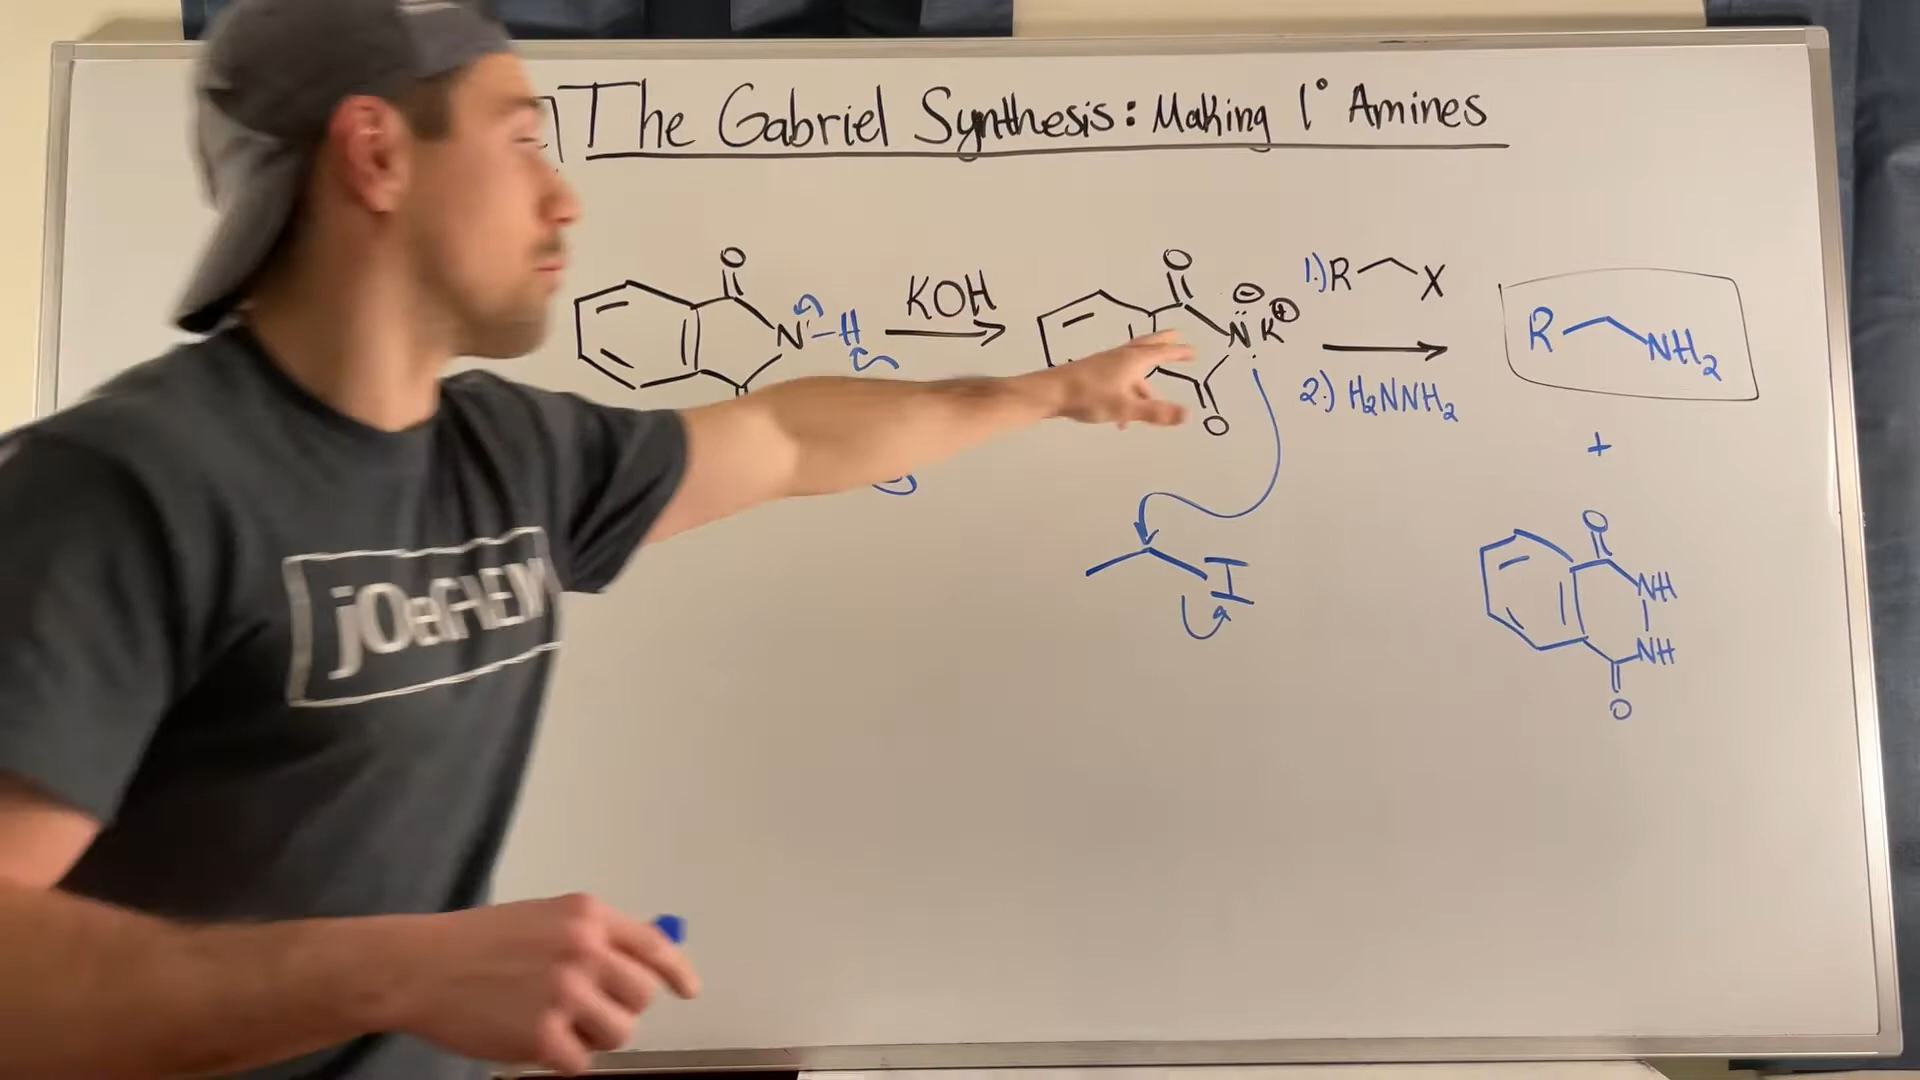 The Gabriel Synthesis: Making 1° Amines
O
N-H
KOH
O
N ⊖ K ⊕
O
1.) R X
2.) H₂NNH₂
R NH₂
+
I
O
NH
NH
O
jOeCHEM